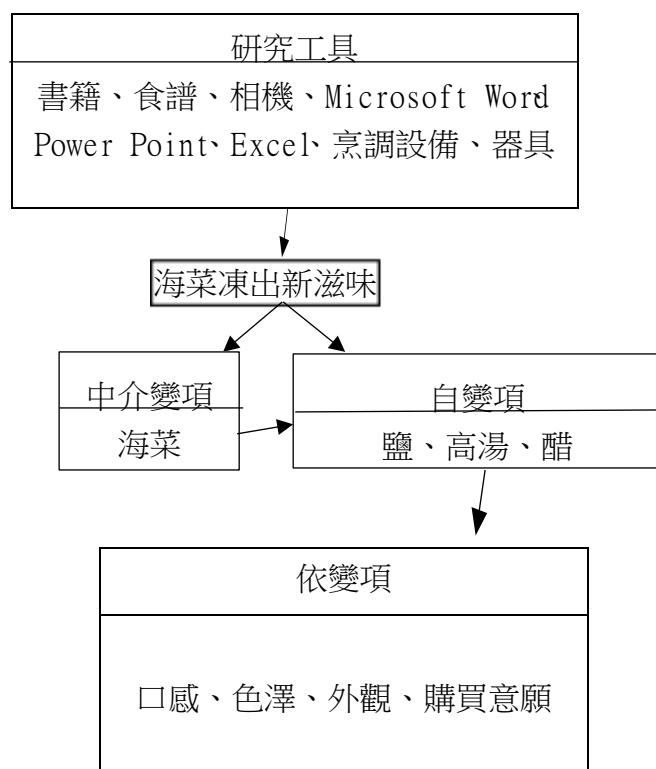 研究工具
書籍、食譜、相機、Microsoft Word、
Power Point、Excel、烹調設備、器具
海菜凍出新滋味
中介變項
海菜
自變項
鹽、高湯、醋
依變項
口感、色澤、外觀、購買意願